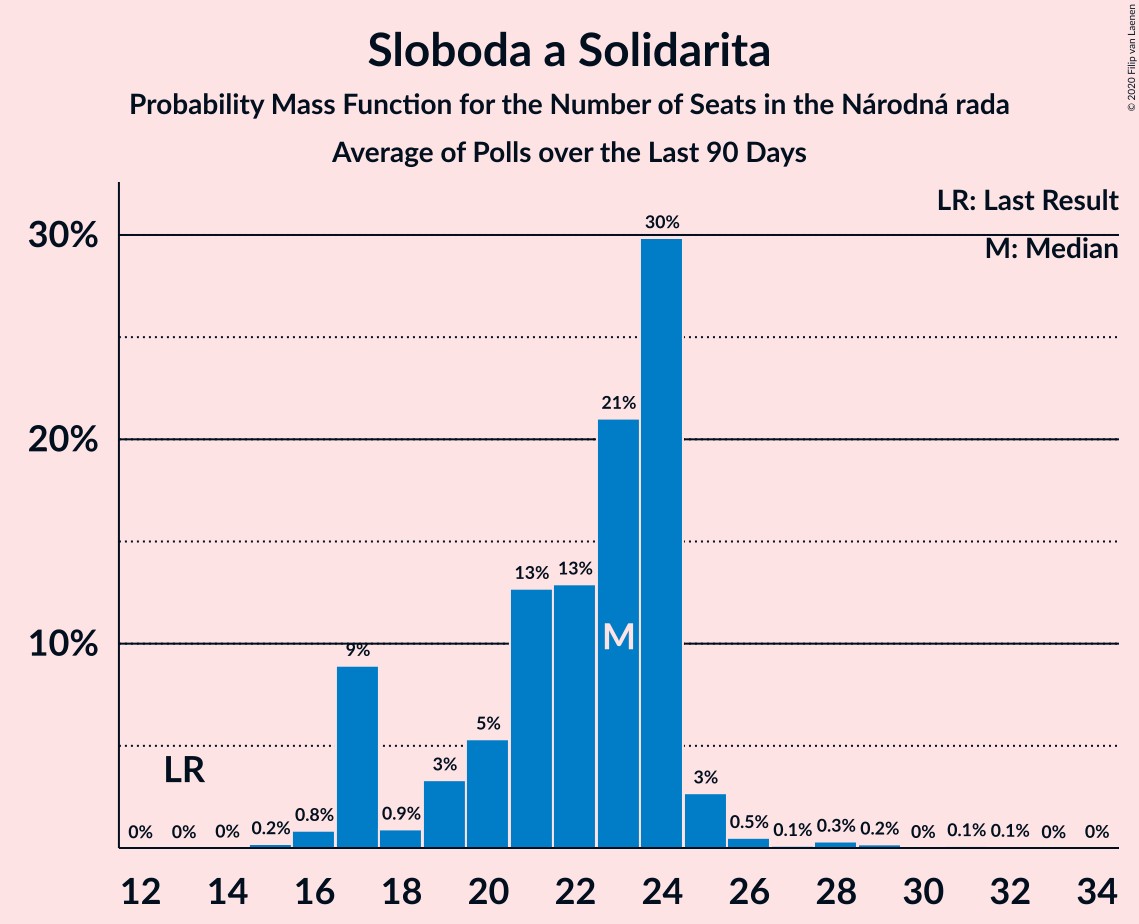 Sloboda a Solidarita
Probability Mass Function for the Number of Seats in the Národná rada
Average of Polls over the Last 90 Days
© 2020 Filip van Laenen
LR: Last Result
M: Median
30%
20%
10%
0%
0%
0%
0.2%
0.8%
9%
0.9%
3%
5%
13%
13%
21%
30%
3%
0.5%
0.1%
0.3%
0.2%
0%
0.1%
0.1%
0%
0%
LR
M
12 14 16 18 20 22 24 26 28 30 32 34